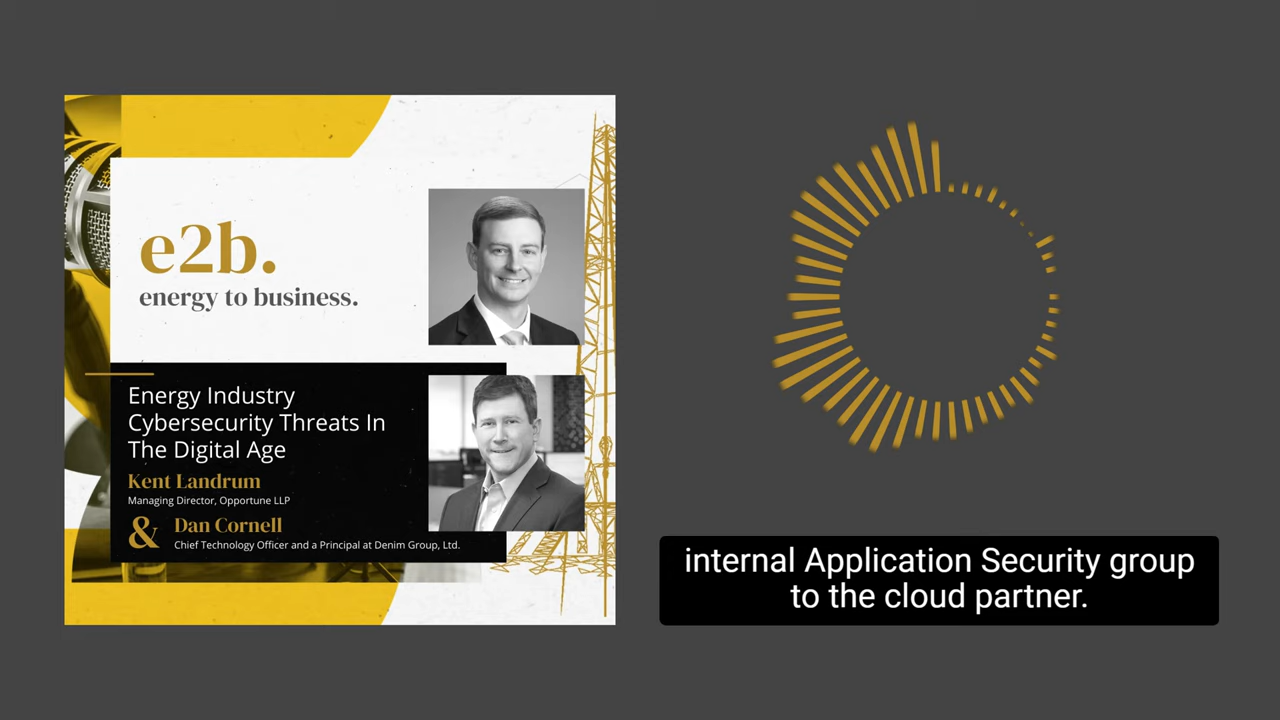 e2b.
energy to business.
Energy Industry
Cybersecurity Threats In
The Digital Age
Kent Landrum
Managing Director, Opportune LLP
& Dan Cornell
Chief Technology Officer and a Principal at Denim Group, Ltd.
internal Application Security group
to the cloud partner.